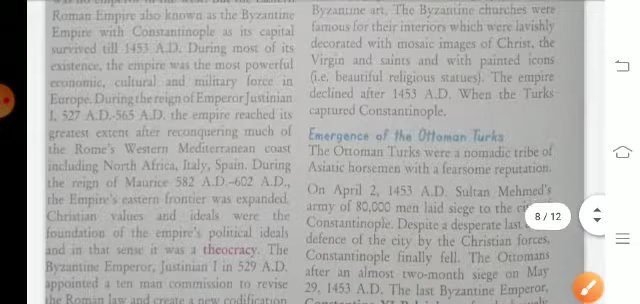 Roman Empire also known as the Byzantine
Empire with Constantinople as its capital
survived till 1453 A.D. During most of its
existence, the empire was the most powerful
economic, cultural and military force in
Europe. During the reign of Emperor Justinian
I, 527 A.D.-565 A.D. the empire reached its
greatest extent after reconquering much of
the Rome's Western Mediterranean coast
including North Africa, Italy, Spain. During
the reign of Maurice 582 A.D.–602 A.D.,
the Empire's eastern frontier was expanded.
Christian values and ideals were the
foundation of the empire's political ideals
and in that sense it was a theocracy. The
Byzantine Emperor, Justinian I in 529 A.D.
appointed a ten man commission to revise
the Roman law and create a new codification
Byzantine art. The Byzantine churches were
famous for their interiors which were lavishly
decorated with mosaic images of Christ, the
Virgin and saints and with painted icons
(i.e. beautiful religious statues). The empire
declined after 1453 A.D. When the Turks
captured Constantinople.
Emergence of the Ottoman Turks
The Ottoman Turks were a nomadic tribe of
Asiatic horsemen with a fearsome reputation.
On April 2, 1453 A.D. Sultan Mehmed's
army of 80,000 men laid siege to the
Constantinople. Despite a desperate last
defence of the city by the Christian forces,
Constantinople finally fell. The Ottomans
after an almost two-month siege on May
29, 1453 A.D. The last Byzantine Emperor,
8/12